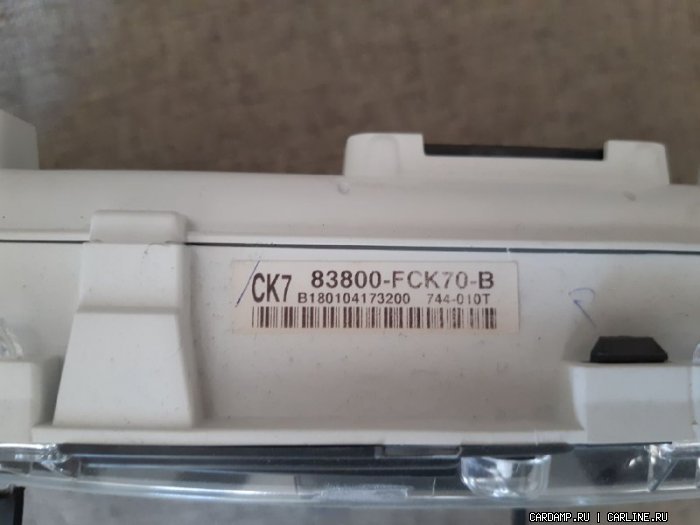 CK7 83800-FCK70-B
B180104173200 744-010T
CARDAMP.RU | CARLINE.RU